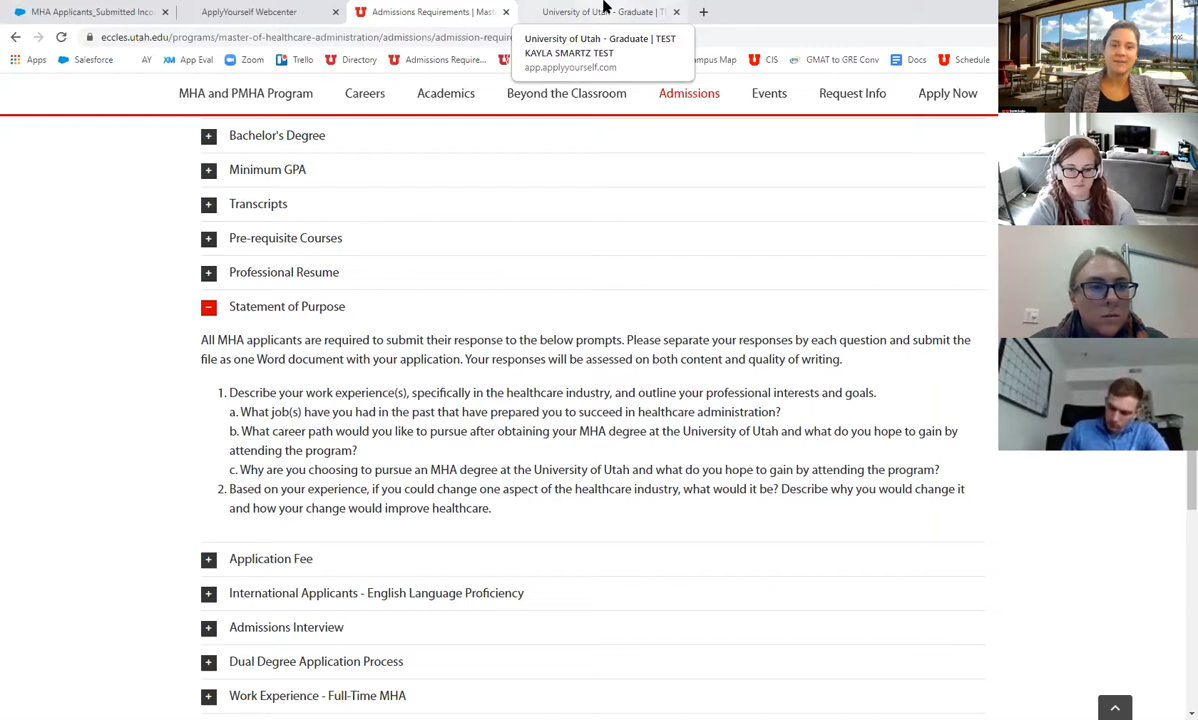 MHA Applicants_Submitted Inco
ApplyYourself Webcenter
Admissions Requirements | Mast
University of Utah - Graduate | T
eccles.utah.edu/programs/master-of-healthcare-administration/admissions/admission-require
University of Utah - Graduate | TEST
KAYLA SMARTZ TEST
app.applyyourself.com
Apps
Salesforce
AY
App Eval
Zoom
Trello
Directory
Admissions Require...
ampus Map
CIS
GMAT to GRE Conv
Docs
Schedule
MHA and PMHA Program
Careers
Academics
Beyond the Classroom
Admissions
Events
Request Info
Apply Now
Bachelor's Degree
Minimum GPA
Transcripts
Pre-requisite Courses
Professional Resume
Statement of Purpose
All MHA applicants are required to submit their response to the below prompts. Please separate your responses by each question and submit the
file as one Word document with your application. Your responses will be assessed on both content and quality of writing.
1. Describe your work experience(s), specifically in the healthcare industry, and outline your professional interests and goals.
a. What job(s) have you had in the past that have prepared you to succeed in healthcare administration?
b. What career path would you like to pursue after obtaining your MHA degree at the University of Utah and what do you hope to gain by
attending the program?
c. Why are you choosing to pursue an MHA degree at the University of Utah and what do you hope to gain by attending the program?
2. Based on your experience, if you could change one aspect of the healthcare industry, what would it be? Describe why you would change it
and how your change would improve healthcare.
Application Fee
International Applicants - English Language Proficiency
Admissions Interview
Dual Degree Application Process
Work Experience - Full-Time MHA